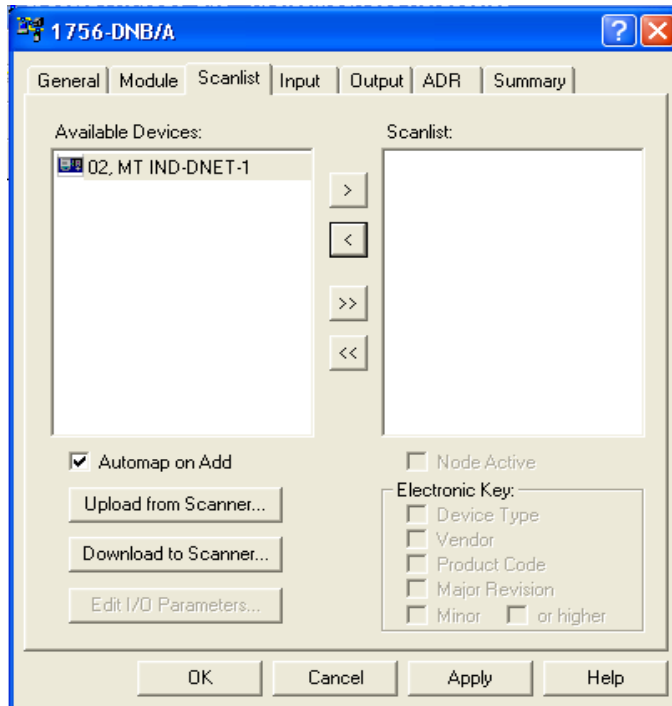 1756-DNB/A
General Module Scanlist Input Output ADR Summary
Available Devices: Scanlist:
02, MT IND-DNET-1
>
<
>>
<<
Automap on Add Node Active
Upload from Scanner... Electronic Key:
Device Type
Vendor
Download to Scanner... Product Code
Major Revision
Edit I/O Parameters... Minor or higher
OK Cancel Apply Help